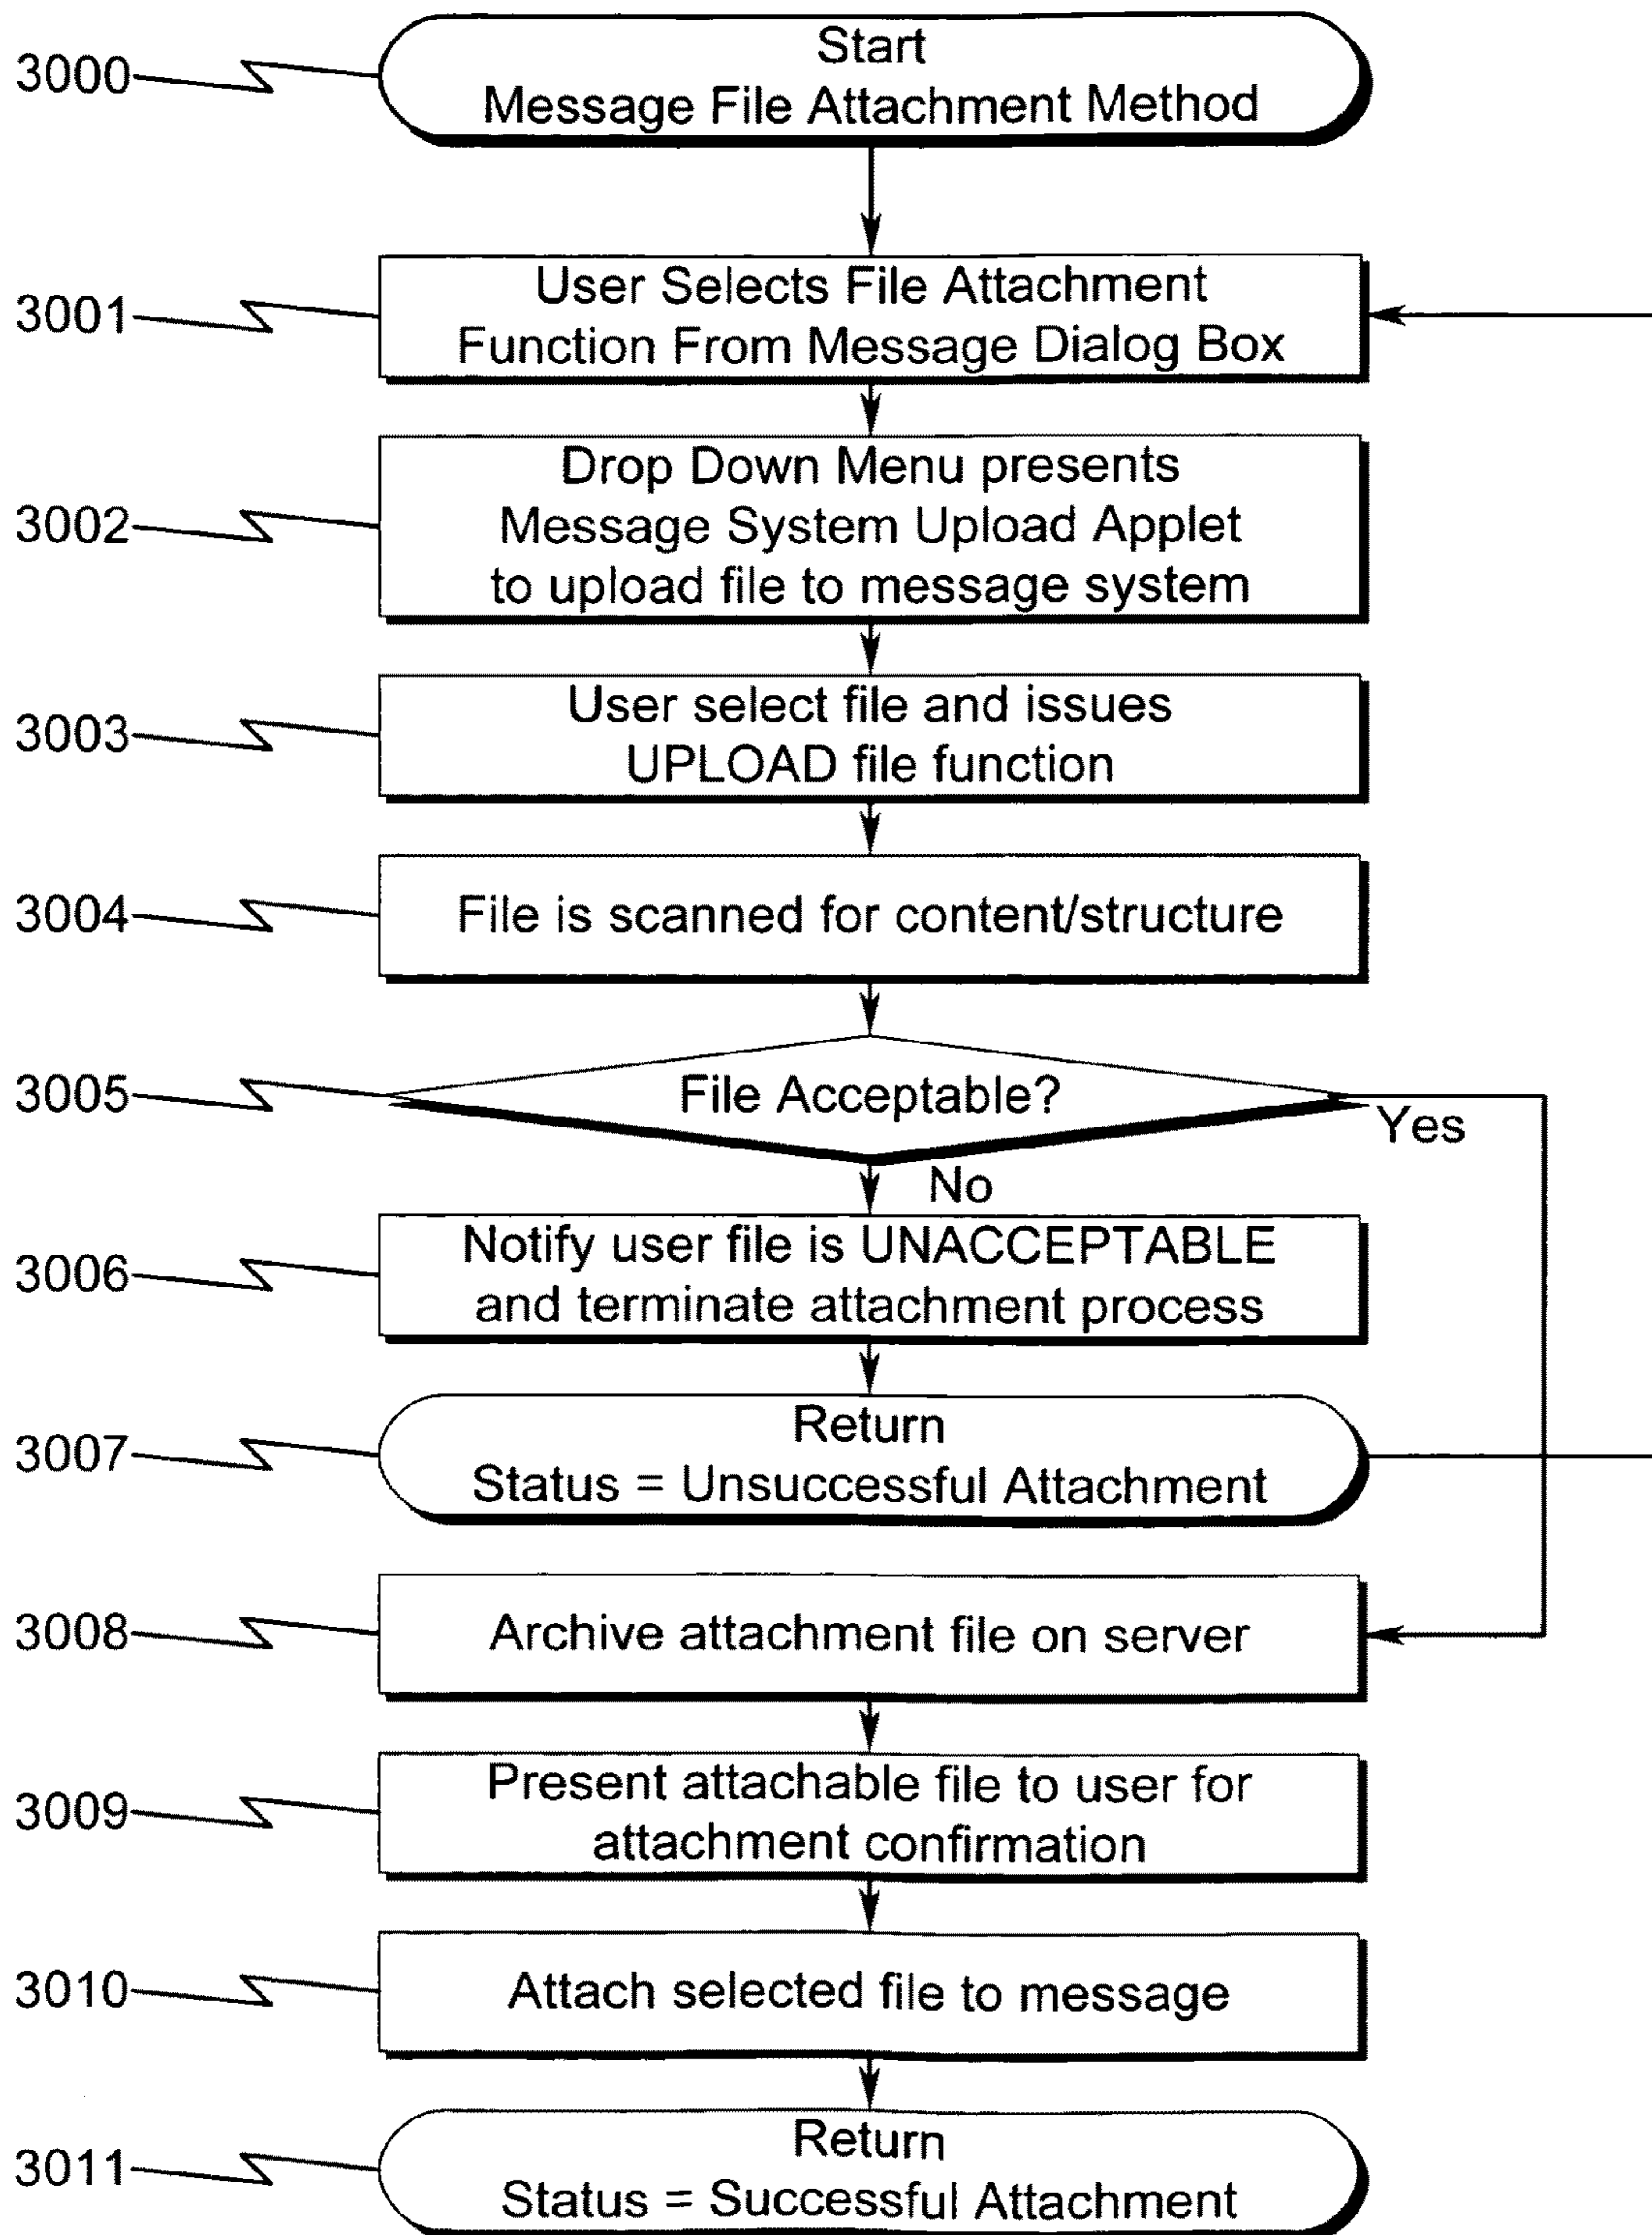 3000
Start
Message File Attachment Method
3001
User Selects File Attachment
Function From Message Dialog Box
3002
Drop Down Menu presents
Message System Upload Applet
to upload file to message system
3003
User select file and issues
UPLOAD file function
3004
File is scanned for content/structure
3005
File Acceptable?
Yes
No
3006
Notify user file is UNACCEPTABLE
and terminate attachment process
3007
Return
Status = Unsuccessful Attachment
3008
Archive attachment file on server
3009
Present attachable file to user for
attachment confirmation
3010
Attach selected file to message
3011
Return
Status = Successful Attachment